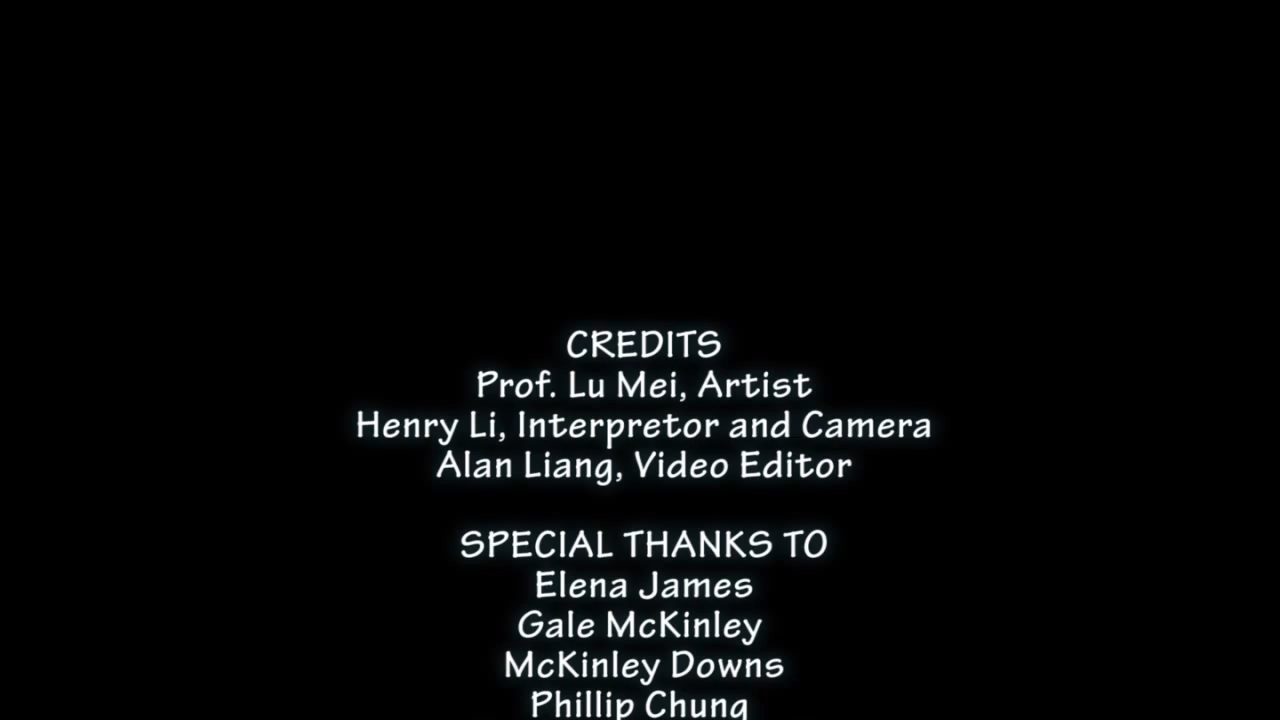 CREDITS
Prof. Lu Mei, Artist
Henry Li, Interpretor and Camera
Alan Liang, Video Editor
SPECIAL THANKS TO
Elena James
Gale McKinley
McKinley Downs
Phillip Chung